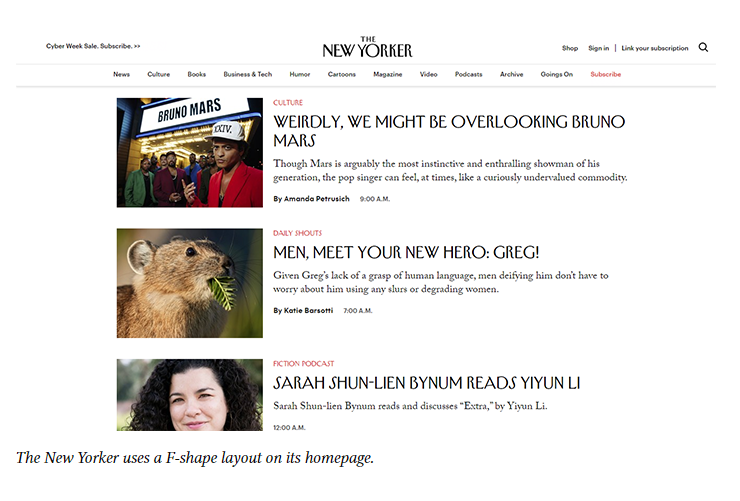 Cyber Week Sale. Subscribe. >>
THE
NEW YORKER
Shop Sign in | Link your subscription
News Culture Books Business & Tech Humor Cartoons Magazine Video Podcasts Archive Goings On Subscribe
BRUNO MARS
XXIV.
CULTURE
WEIRDLY, WE MIGHT BE OVERLOOKING BRUNO
MARS
Though Mars is arguably the most instinctive and enthralling showman of his
generation, the pop singer can feel, at times, like a curiously undervalued commodity.
By Amanda Petrusich 9:00 A.M.
DAILY SHOUTS
MEN, MEET YOUR NEW HERO: GREG!
Given Greg's lack of a grasp of human language, men deifying him don't have to
worry about him using any slurs or degrading women.
By Katie Barsotti 7:00 A.M.
FICTION PODCAST
SARAH SHUN-LIEN BYNUM READS YIYUN LI
Sarah Shun-lien Bynum reads and discusses “Extra,” by Yiyun Li.
12:00 A.M.
The New Yorker uses a F-shape layout on its homepage.